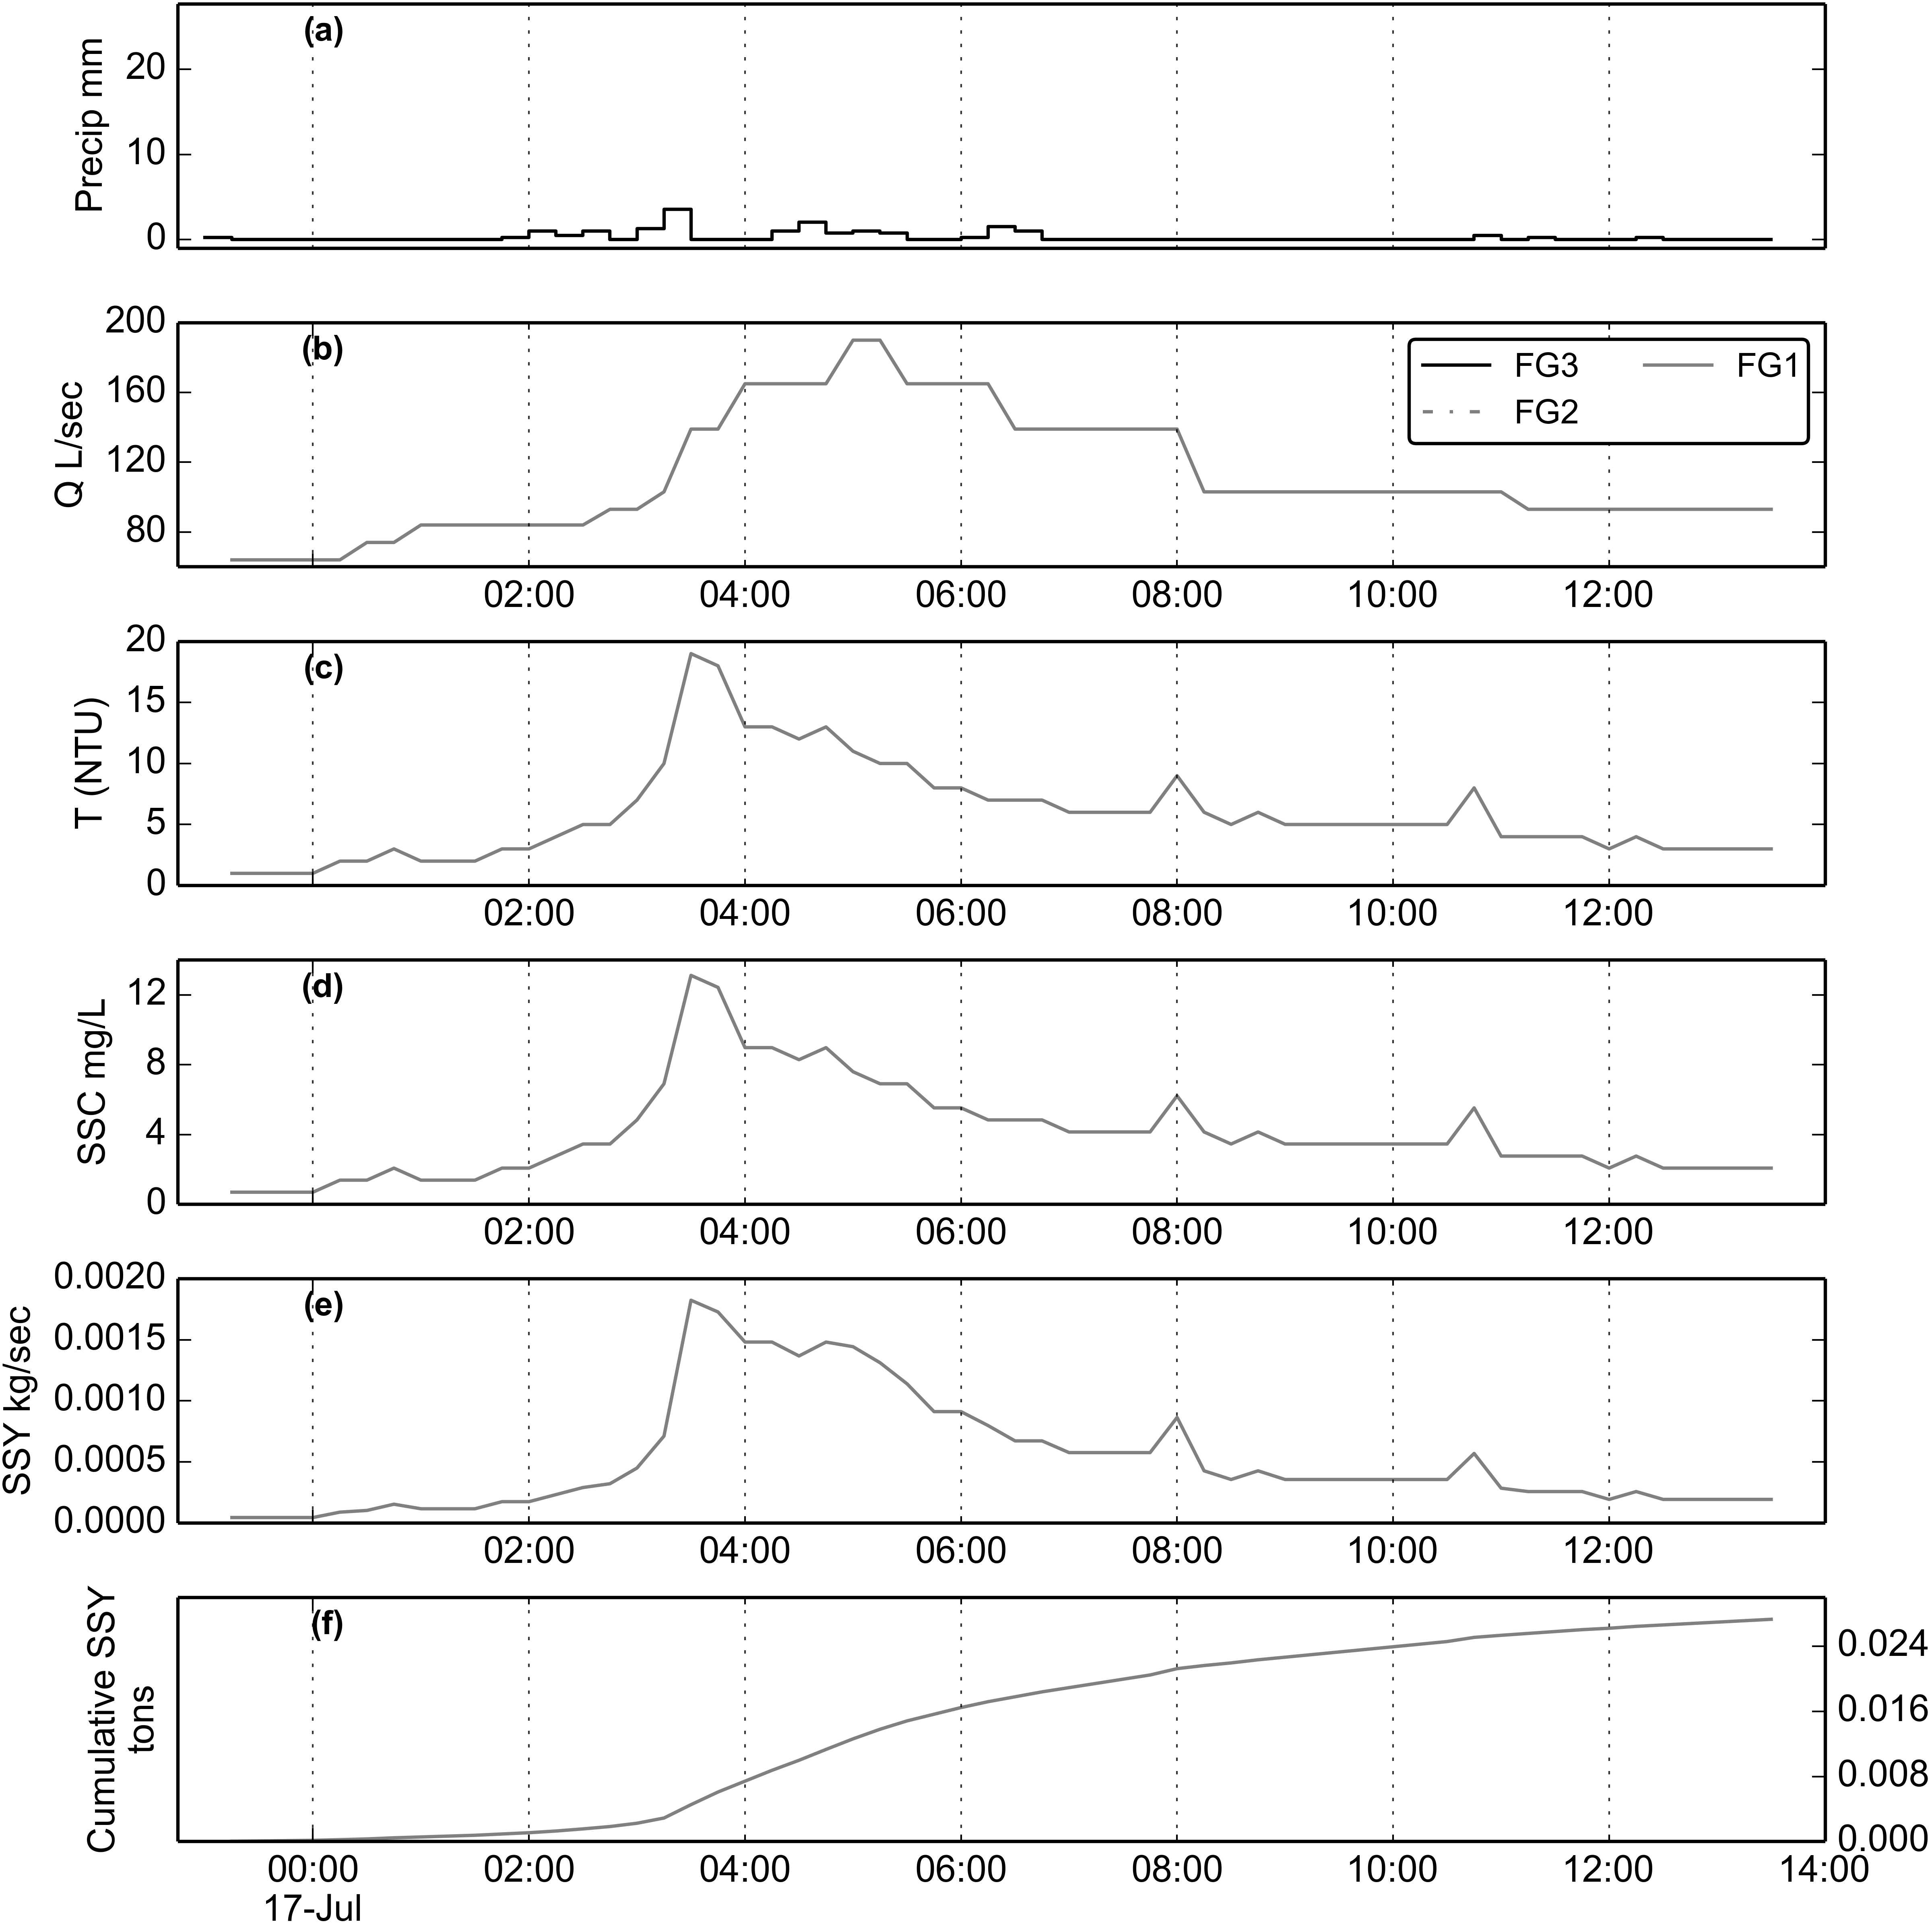 (a)
Precip mm
20
10
0
(b)
Q L/sec
200
160
120
80
FG3 FG1
FG2
02:00 04:00 06:00 08:00 10:00 12:00
(c)
T (NTU)
20
15
10
5
0
02:00 04:00 06:00 08:00 10:00 12:00
(d)
SSC mg/L
12
8
4
0
02:00 04:00 06:00 08:00 10:00 12:00
(e)
SSY kg/sec
0.0020
0.0015
0.0010
0.0005
0.0000
02:00 04:00 06:00 08:00 10:00 12:00
(f)
Cumulative SSY
tons
0.024
0.016
0.008
0.000
00:00 02:00 04:00 06:00 08:00 10:00 12:00 14:00
17-Jul